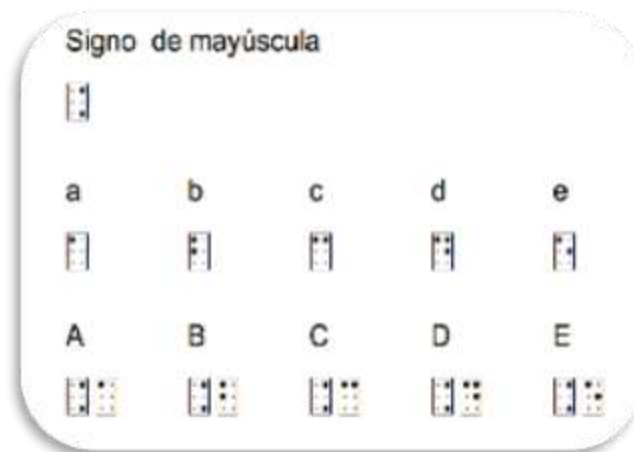 Signo de mayúscula
⠨
a b c d e
⠁ ⠃ ⠉ ⠙ ⠑
A B C D E
⠨⠁ ⠨⠃ ⠨⠉ ⠨⠙ ⠨⠑